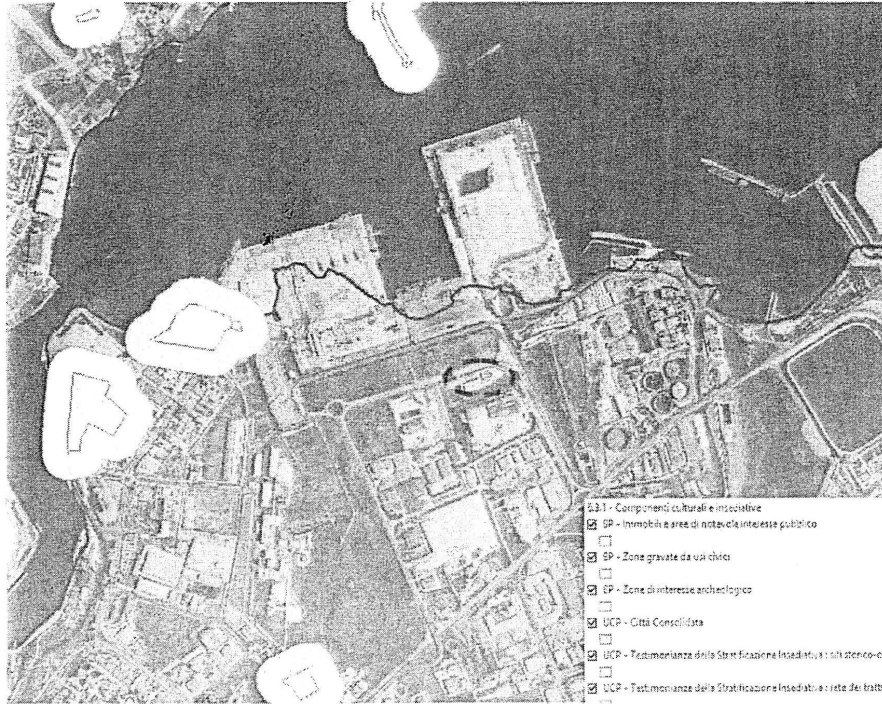 6.3.1 - Componenti culturali e insediative
BP - Immobili e aree di notevole interesse pubblico
BP - Zone gravate da usi civici
BP - Zone di interesse archeologico
UCP - Città Consolidata
UCP - Testimonianza della Stratificazione Insediativa : siti storico-c
UCP - Testimonianza della Stratificazione Insediativa : rete dei tratt